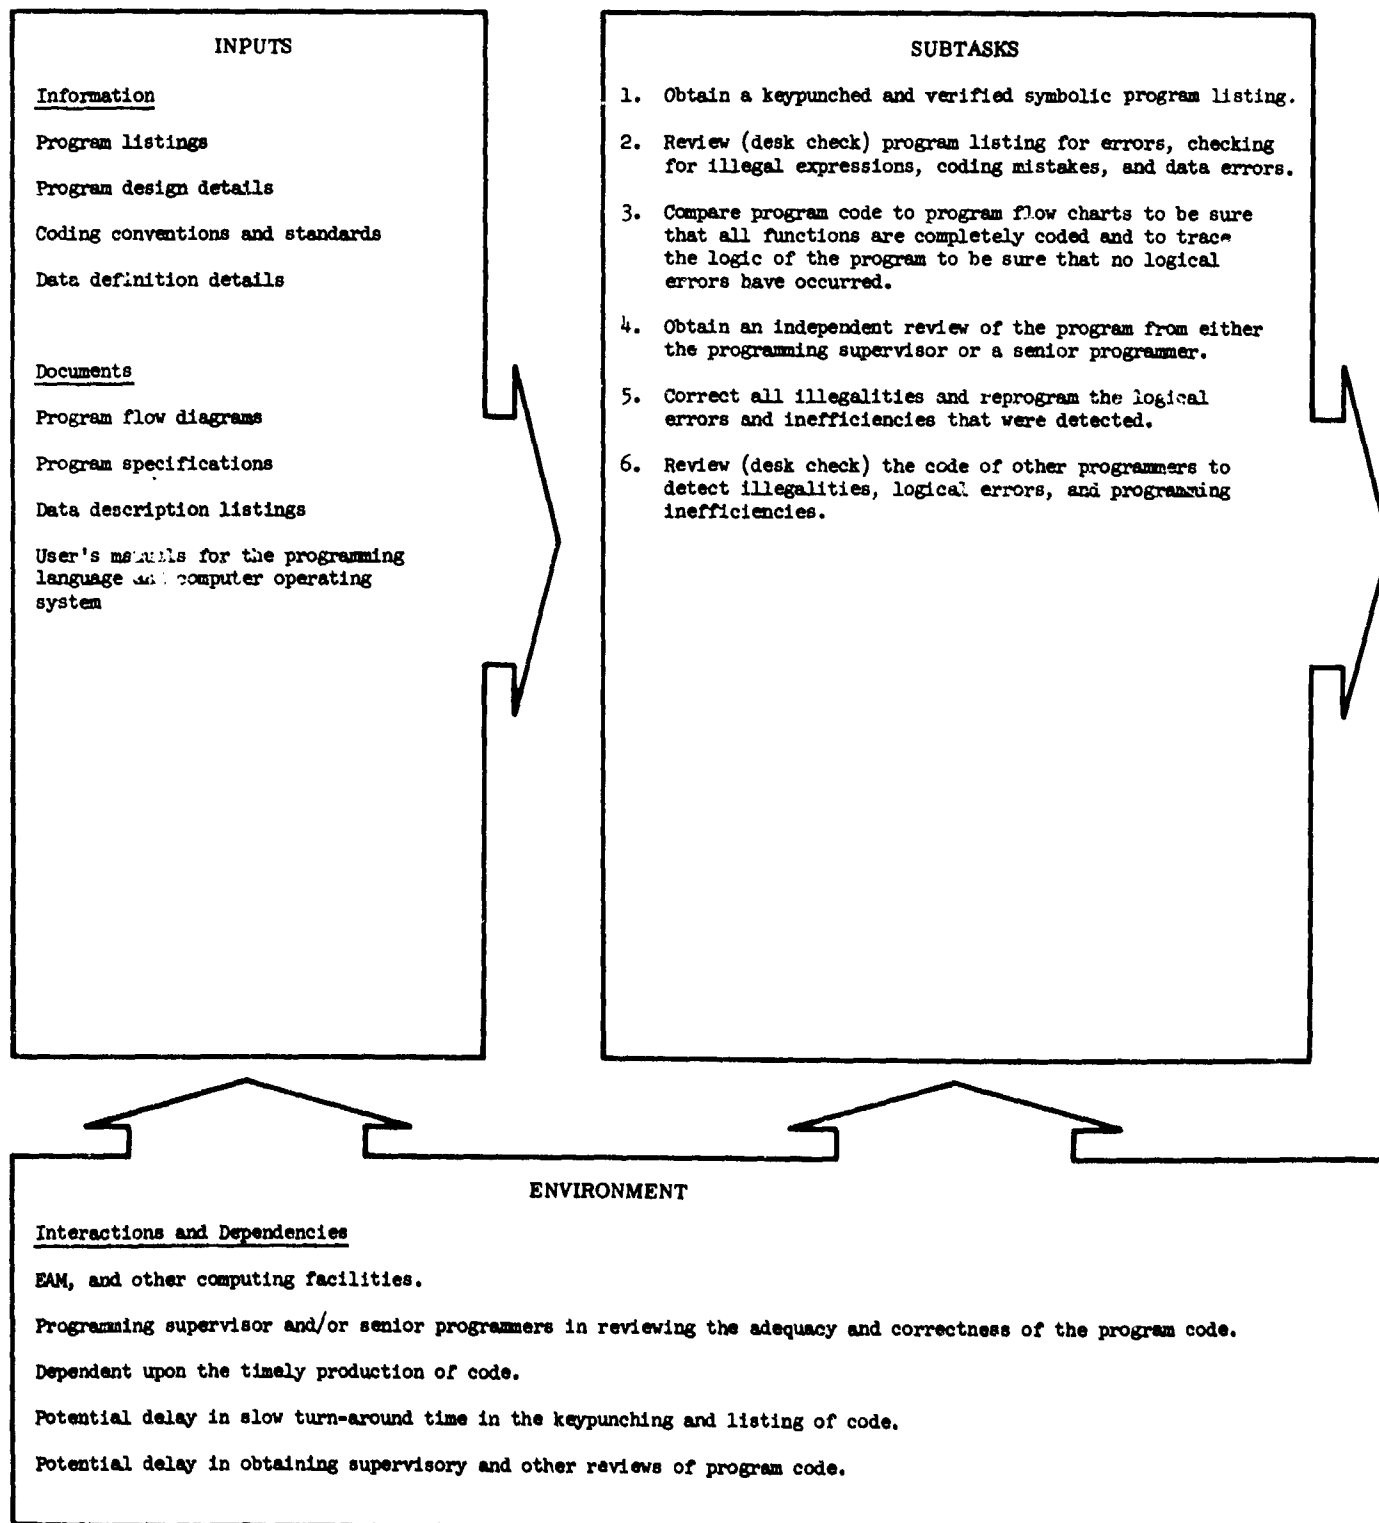 INPUTS
Information
Program listings
Program design details
Coding conventions and standards
Data definition details
Documents
Program flow diagrams
Program specifications
Data description listings
User's manuals for the programming
language and computer operating
system
SUBTASKS
1. Obtain a keypunched and verified symbolic program listing.
2. Review (desk check) program listing for errors, checking
for illegal expressions, coding mistakes, and data errors.
3. Compare program code to program flow charts to be sure
that all functions are completely coded and to trace
the logic of the program to be sure that no logical
errors have occurred.
4. Obtain an independent review of the program from either
the programming supervisor or a senior programmer.
5. Correct all illegalities and reprogram the logical
errors and inefficiencies that were detected.
6. Review (desk check) the code of other programmers to
detect illegalities, logical errors, and programming
inefficiencies.
ENVIRONMENT
Interactions and Dependencies
EAM, and other computing facilities.
Programming supervisor and/or senior programmers in reviewing the adequacy and correctness of the program code.
Dependent upon the timely production of code.
Potential delay in slow turn-around time in the keypunching and listing of code.
Potential delay in obtaining supervisory and other reviews of program code.